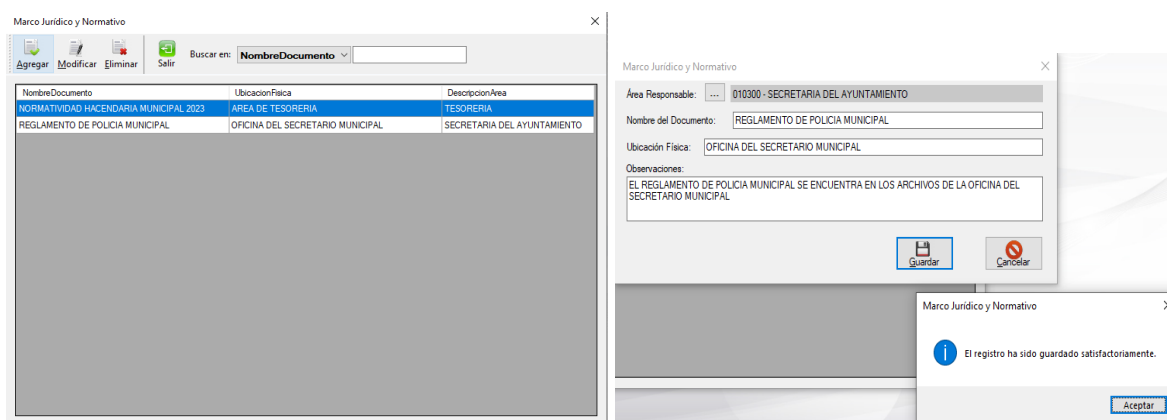 Marco Jurídico y Normativo
Agregar Modificar Eliminar Salir Buscar en: NombreDocumento
NombreDocumento UbicacionFisica DescripcionArea
NORMATIVIDAD HACENDARIA MUNICIPAL 2023 AREA DE TESORERIA TESORERIA
REGLAMENTO DE POLICIA MUNICIPAL OFICINA DEL SECRETARIO MUNICIPAL SECRETARIA DEL AYUNTAMIENTO
Marco Jurídico y Normativo
Área Responsable: ... 010300 - SECRETARIA DEL AYUNTAMIENTO
Nombre del Documento: REGLAMENTO DE POLICIA MUNICIPAL
Ubicación Física: OFICINA DEL SECRETARIO MUNICIPAL
Observaciones:
EL REGLAMENTO DE POLICIA MUNICIPAL SE ENCUENTRA EN LOS ARCHIVOS DE LA OFICINA DEL
SECRETARIO MUNICIPAL
Guardar Cancelar
Marco Jurídico y Normativo
El registro ha sido guardado satisfactoriamente.
Aceptar